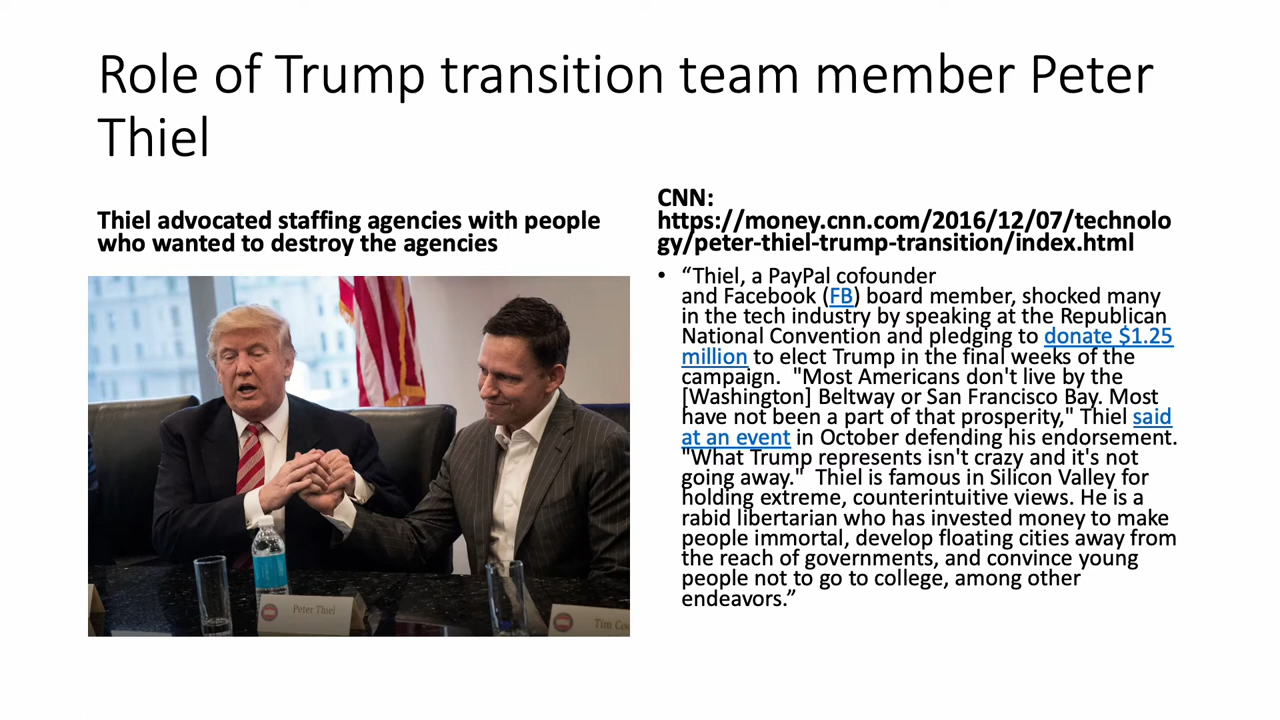 Role of Trump transition team member Peter
Thiel
Thiel advocated staffing agencies with people
who wanted to destroy the agencies
Peter Thiel
Tim
CNN:
https://money.cnn.com/2016/12/07/technolo
gy/peter-thiel-trump-transition/index.html
• “Thiel, a PayPal cofounder
and Facebook (FB) board member, shocked many
in the tech industry by speaking at the Republican
National Convention and pledging to donate $1.25
million to elect Trump in the final weeks of the
campaign.  "Most Americans don't live by the
[Washington] Beltway or San Francisco Bay. Most
have not been a part of that prosperity," Thiel said
at an event in October defending his endorsement.
"What Trump represents isn't crazy and it's not
going away."  Thiel is famous in Silicon Valley for
holding extreme, counterintuitive views. He is a
rabid libertarian who has invested money to make
people immortal, develop floating cities away from
the reach of governments, and convince young
people not to go to college, among other
endeavors.”